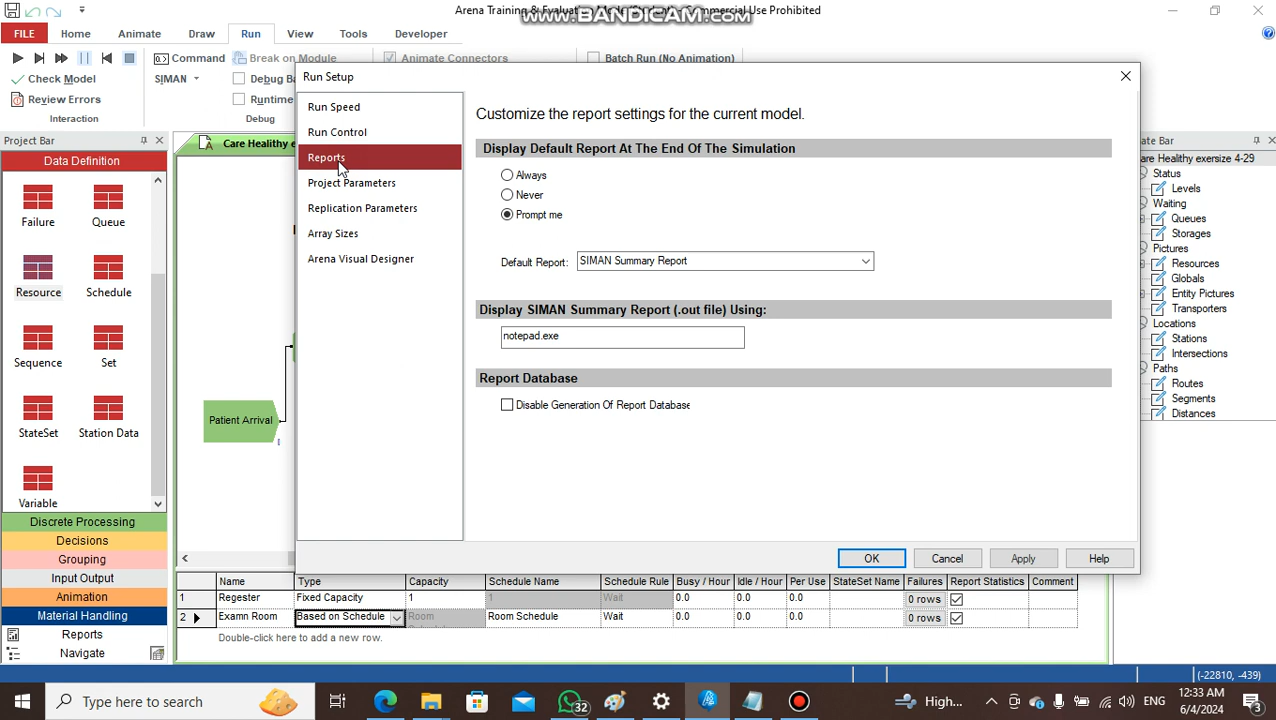 Arena Training & Evaluation Mode
Commercial Use Prohibited
www.BANDICAM.com
FILE Home Animate Draw Run View Tools Developer
Command Break on Module Animate Connectors Batch Run (No Animation)
Check Model SIMAN Debug Ba
Review Errors Runtime
Interaction Debug
Run Setup
Run Speed
Run Control
Reports
Project Parameters
Replication Parameters
Array Sizes
Arena Visual Designer
Customize the report settings for the current model.
Display Default Report At The End Of The Simulation
Always
Never
Prompt me
Default Report: SIMAN Summary Report
Display SIMAN Summary Report (.out file) Using:
notepad.exe
Report Database
Disable Generation Of Report Database
OK Cancel Apply Help
Project Bar
Data Definition
Failure Queue
Resource Schedule
Sequence Set
StateSet Station Data
Variable
Discrete Processing
Decisions
Grouping
Input Output
Animation
Material Handling
Reports
Navigate
Care Healthy e
Patient Arrival
ate Bar
are Healthy exersize 4-29
Status
Levels
Waiting
Queues
Storages
Pictures
Resources
Globals
Entity Pictures
Transporters
Locations
Stations
Intersections
Paths
Routes
Segments
Distances
Name Type Capacity Schedule Name Schedule Rule Busy / Hour Idle / Hour Per Use StateSet Name Failures Report Statistics Comment
1 Regester Fixed Capacity 1 1 Wait 0.0 0.0 0.0 0 rows
2 Examn Room Based on Schedule Room Room Schedule Wait 0.0 0.0 0.0 0 rows
Double-click here to add a new row.
(-22810, -439)
Type here to search
32
High...
ENG
12:33 AM
6/4/2024
3